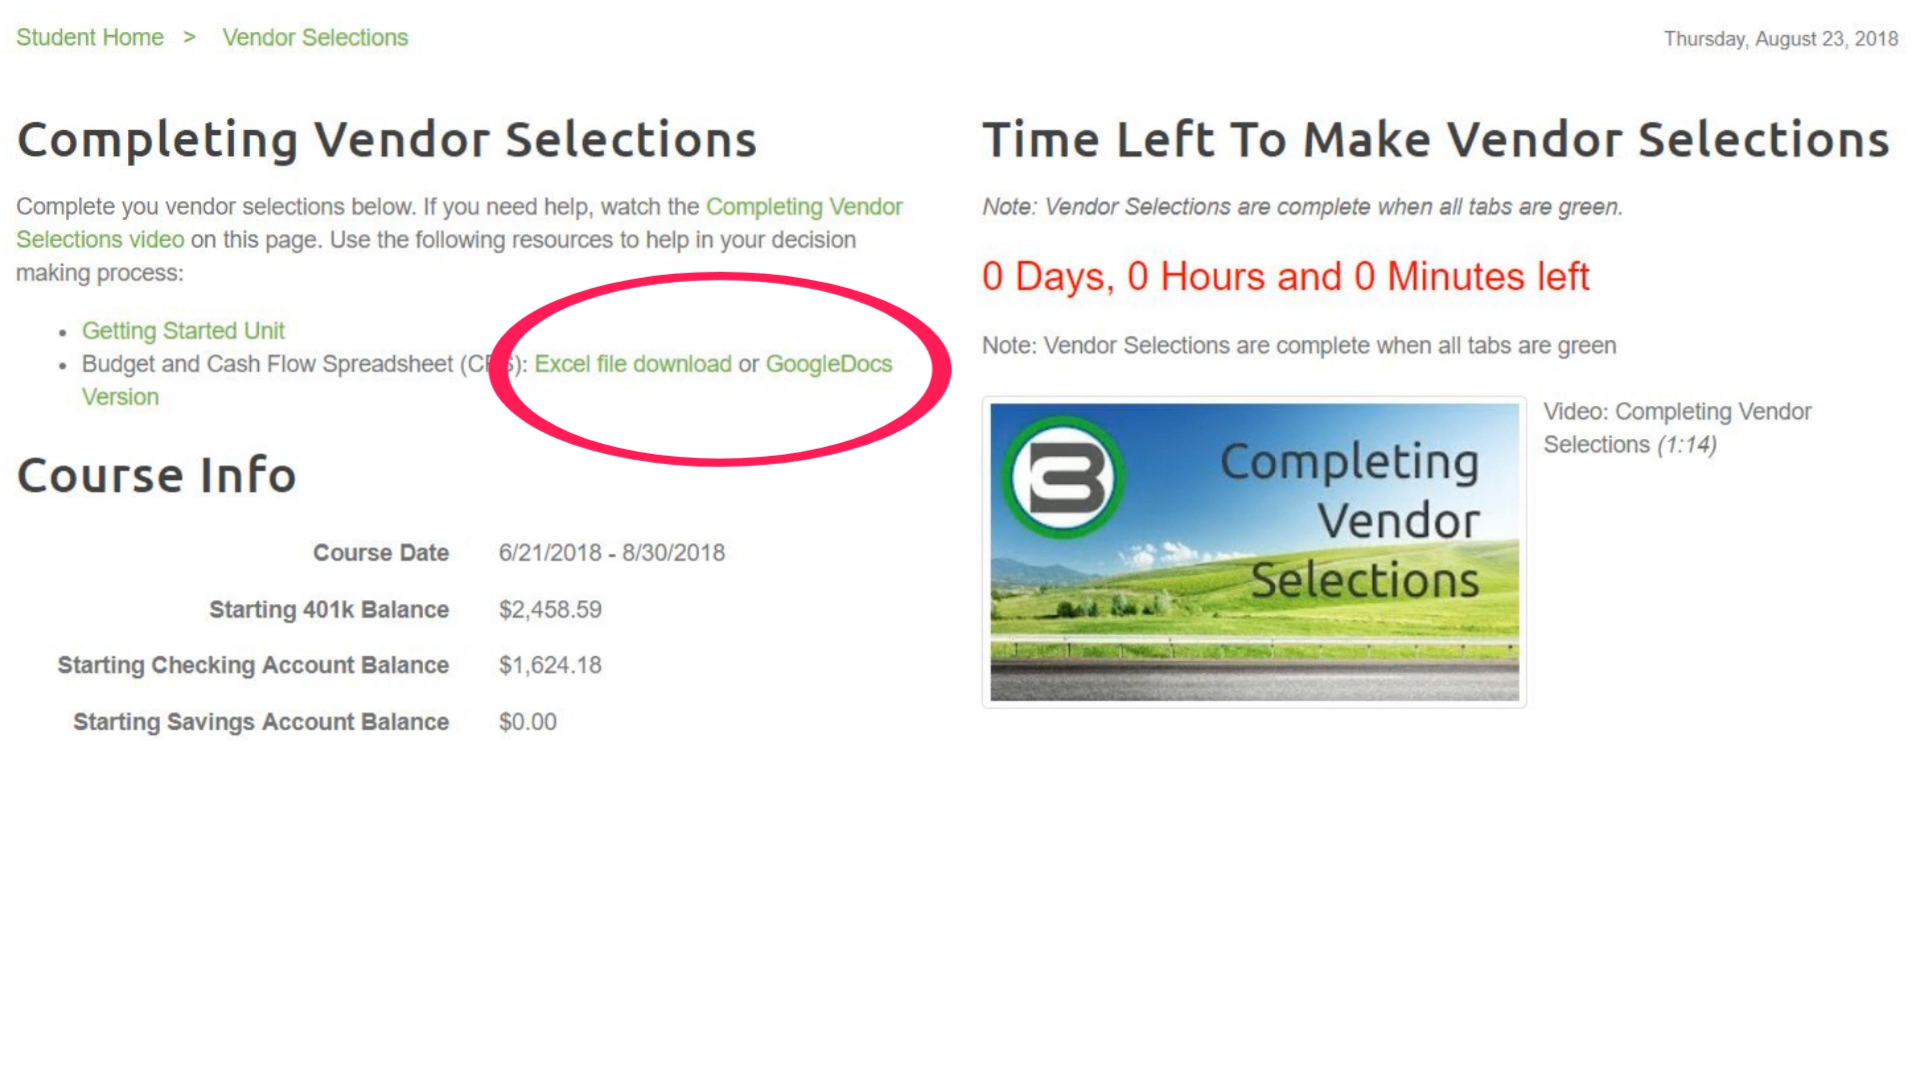 Student Home > Vendor Selections
Thursday, August 23, 2018
Completing Vendor Selections
Complete you vendor selections below. If you need help, watch the Completing Vendor
Selections video on this page. Use the following resources to help in your decision
making process:
• Getting Started Unit
• Budget and Cash Flow Spreadsheet : Excel file download or GoogleDocs
Version
Course Info
Course Date 6/21/2018 - 8/30/2018
Starting 401k Balance $2,458.59
Starting Checking Account Balance $1,624.18
Starting Savings Account Balance $0.00
Time Left To Make Vendor Selections
Note: Vendor Selections are complete when all tabs are green.
0 Days, 0 Hours and 0 Minutes left
Note: Vendor Selections are complete when all tabs are green
Completing
Vendor
Selections
Video: Completing Vendor
Selections (1:14)